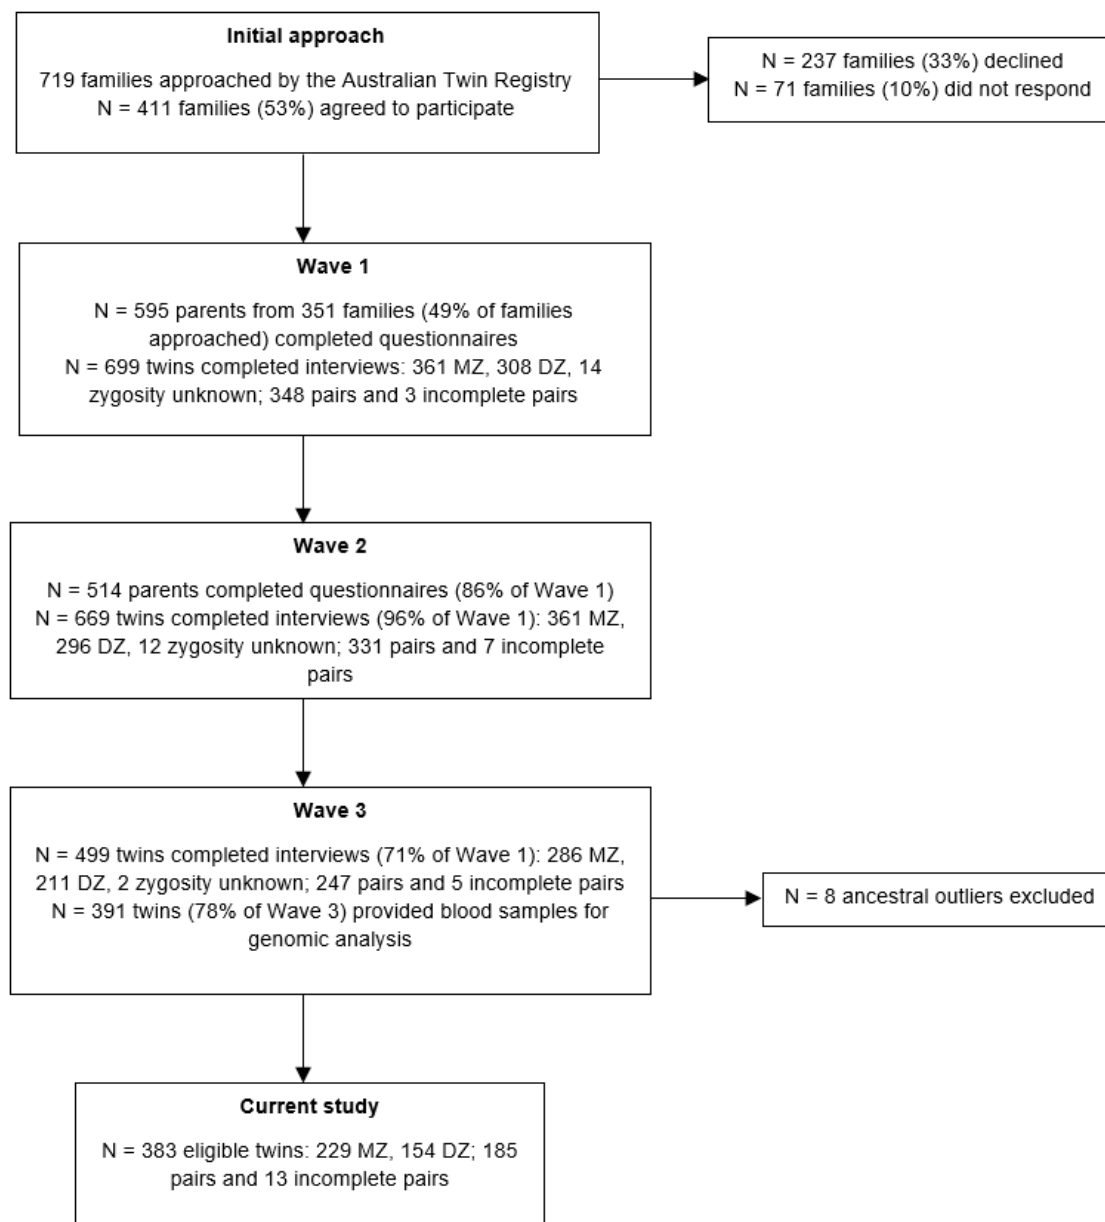 Initial approach
719 families approached by the Australian Twin Registry
N = 411 families (53%) agreed to participate
N = 237 families (33%) declined
N = 71 families (10%) did not respond
Wave 1
N = 595 parents from 351 families (49% of families
approached) completed questionnaires
N = 699 twins completed interviews: 361 MZ, 308 DZ, 14
zygosity unknown; 348 pairs and 3 incomplete pairs
Wave 2
N = 514 parents completed questionnaires (86% of Wave 1)
N = 669 twins completed interviews (96% of Wave 1): 361 MZ,
296 DZ, 12 zygosity unknown; 331 pairs and 7 incomplete
pairs
Wave 3
N = 499 twins completed interviews (71% of Wave 1): 286 MZ,
211 DZ, 2 zygosity unknown; 247 pairs and 5 incomplete pairs
N = 391 twins (78% of Wave 3) provided blood samples for
genomic analysis
N = 8 ancestral outliers excluded
Current study
N = 383 eligible twins: 229 MZ, 154 DZ; 185
pairs and 13 incomplete pairs